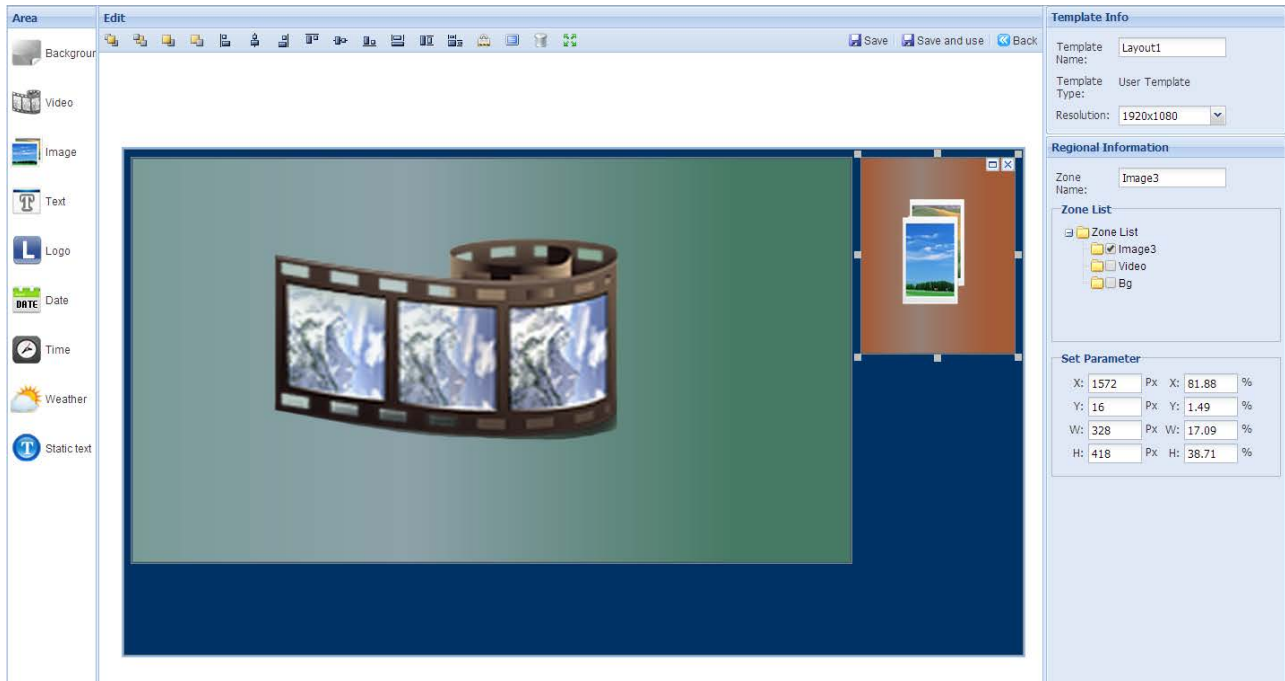 Area
Edit
Template Info
Save
Save and use
Back
Template Name:
Layout1
Template Type:
User Template
Resolution:
1920x1080
Backgroun
Video
Image
Text
Logo
DATE
Date
Time
Weather
Static text
Regional Information
Zone Name:
Image3
Zone List
Zone List
Image3
Video
Bg
Set Parameter
X: 1572 Px X: 81.88 %
Y: 16 Px Y: 1.49 %
W: 328 Px W: 17.09 %
H: 418 Px H: 38.71 %